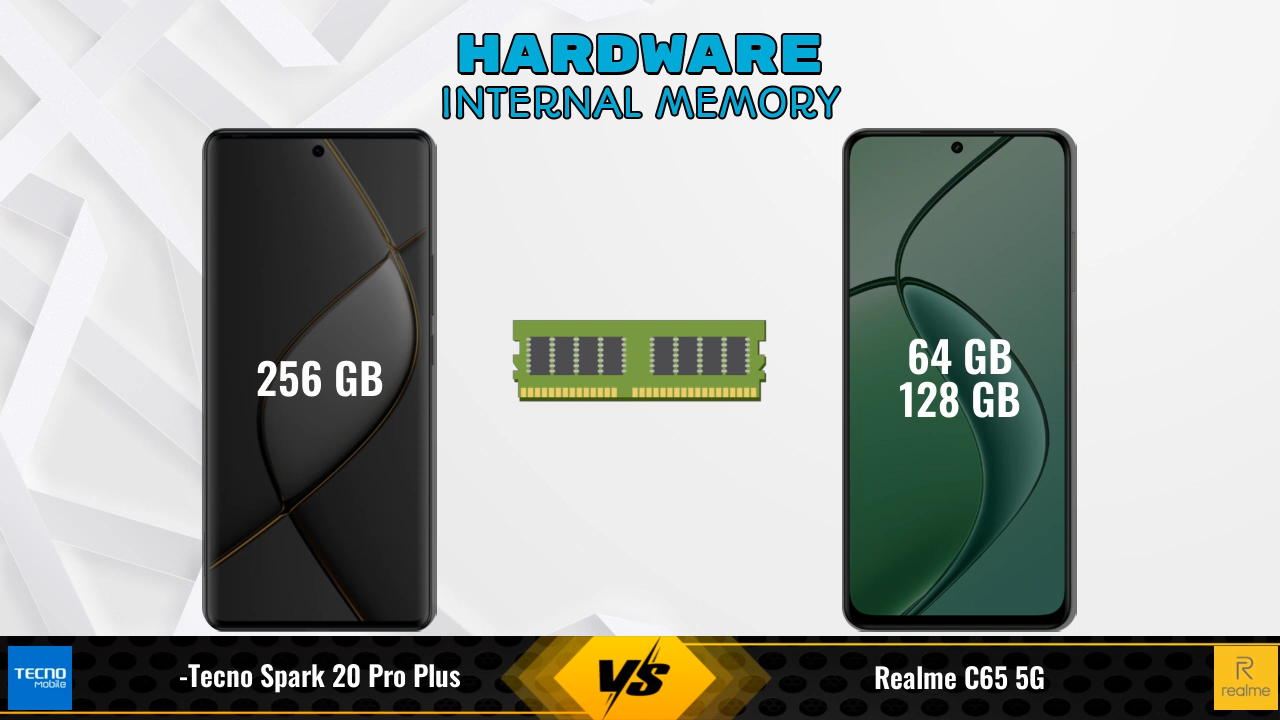 HARDWARE
INTERNAL MEMORY
256 GB
64 GB
128 GB
TECNO
Mobile
-Tecno Spark 20 Pro Plus
VS
Realme C65 5G
R
realme